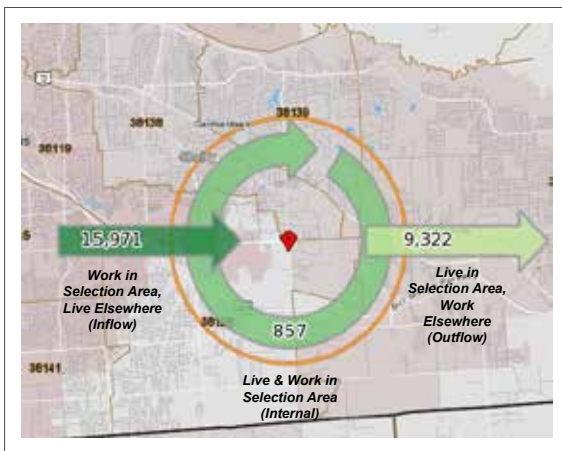 38139
38138
38119
15,971
9,322
Work in
Selection Area,
Live Elsewhere
(Inflow)
Live in
Selection Area,
Work
Elsewhere
(Outflow)
857
38141
Live & Work in
Selection Area
(Internal)